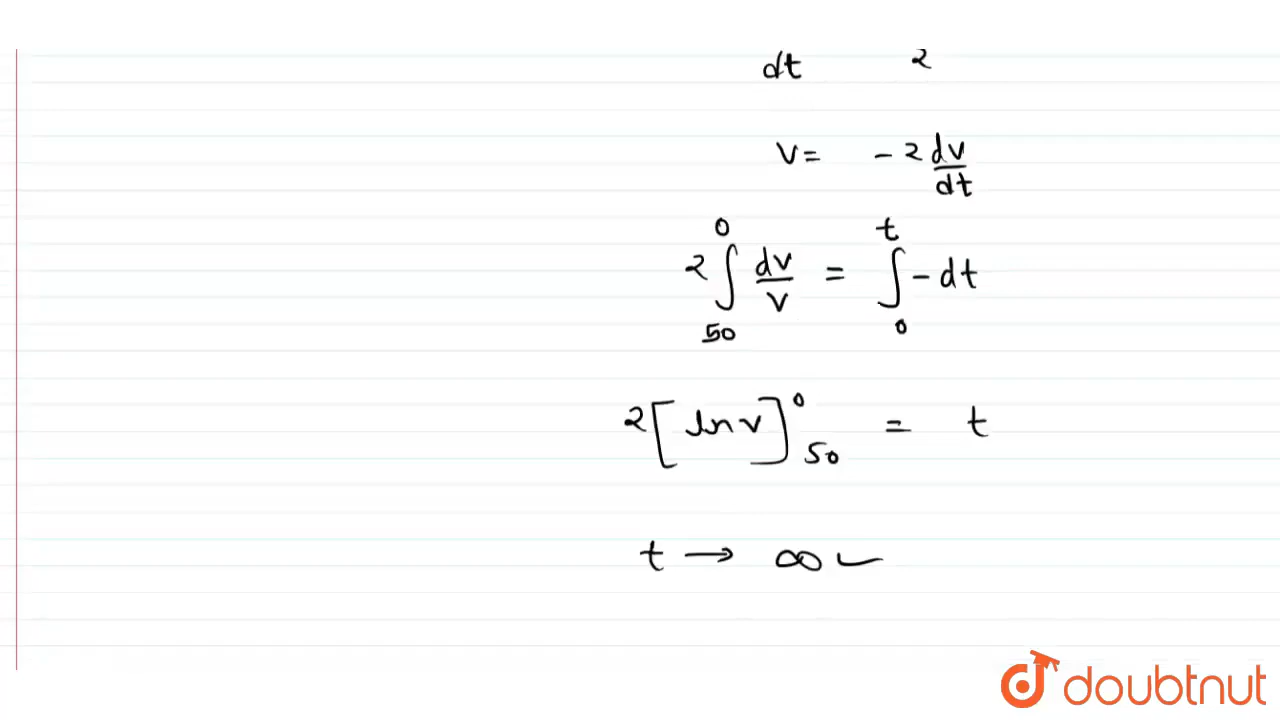 dt 2
v = - 2 dv/dt
2 ∫₅₀⁰ dv/v = ∫₀ᵗ - dt
2 [ln v]₅₀⁰ = t
t → ∞
doubtnut